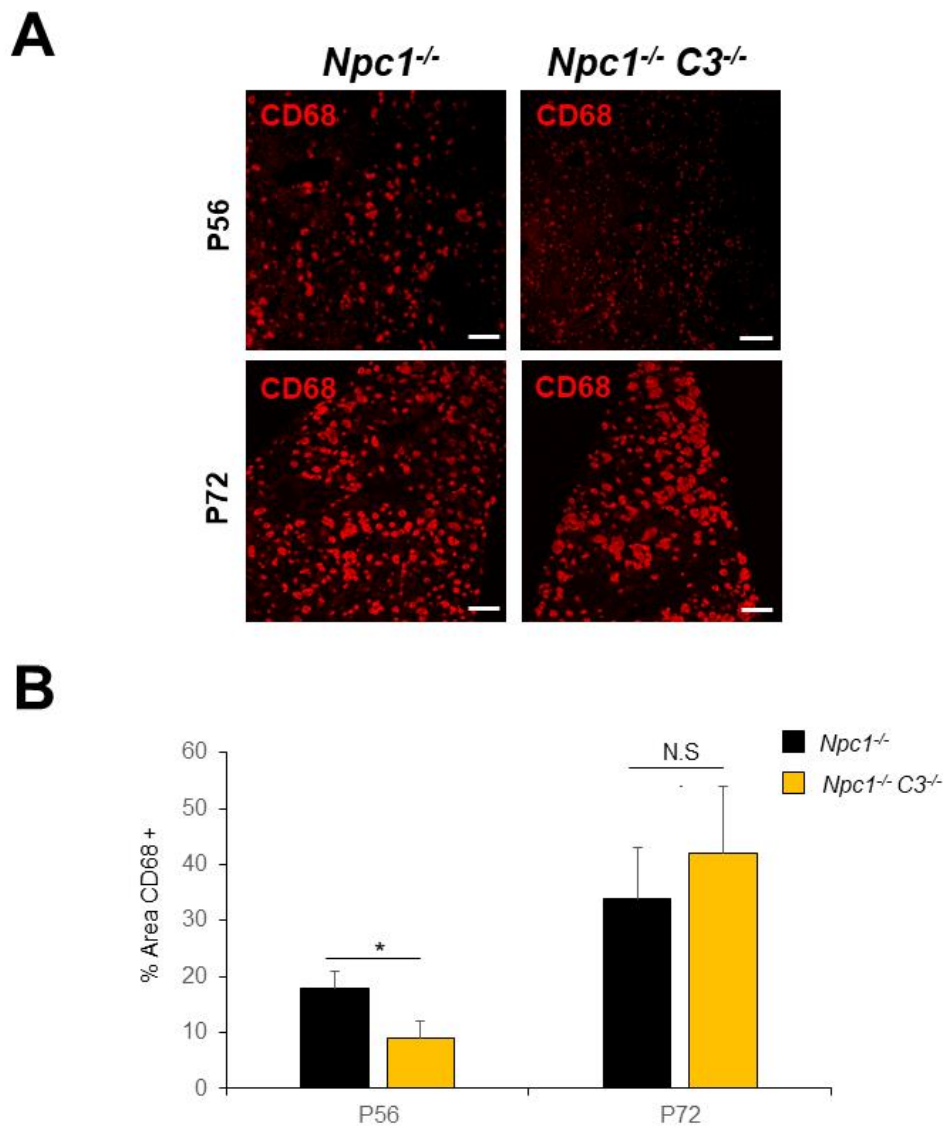 A
Npc1-/-
Npc1-/- C3-/-
P56
CD68
CD68
P72
CD68
CD68
B
% Area CD68 +
60
50
40
30
20
10
0
*
N.S
Npc1-/-
Npc1-/- C3-/-
P56
P72